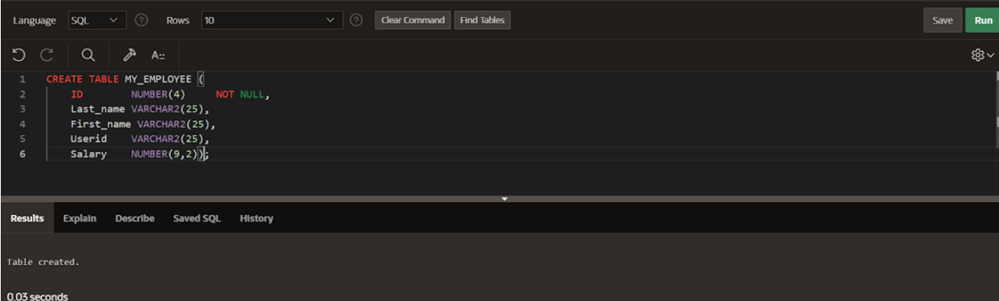 Language SQL Rows 10 Clear Command Find Tables Save Run
A::
1 CREATE TABLE MY_EMPLOYEE (
2 ID NUMBER(4) NOT NULL,
3 Last_name VARCHAR2(25),
4 First_name VARCHAR2(25),
5 Userid VARCHAR2(25),
6 Salary NUMBER(9,2));
Results Explain Describe Saved SQL History
Table created.
0.03 seconds